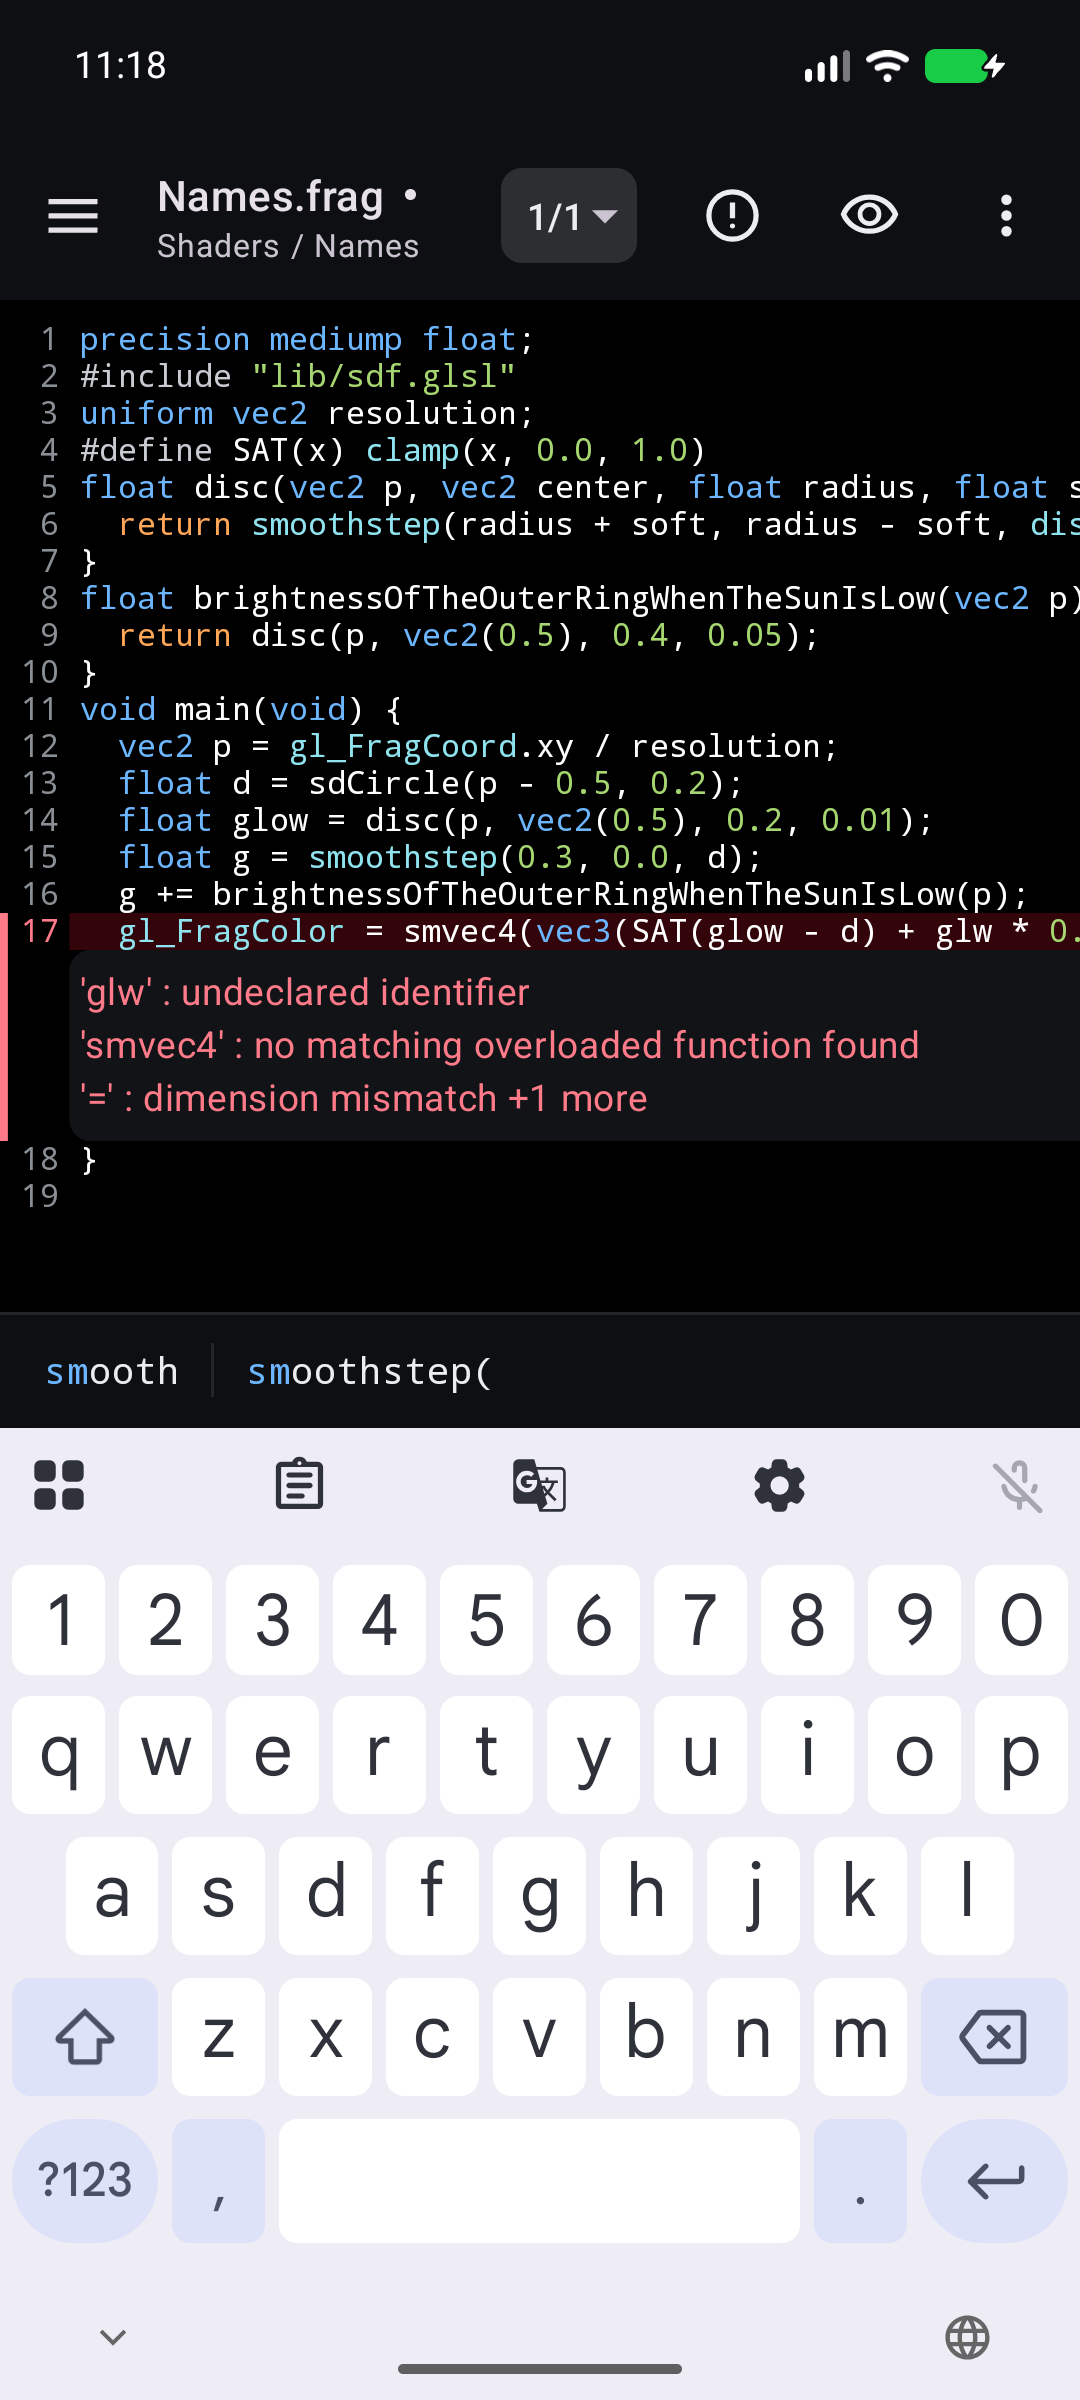 11:18
Names.frag •
Shaders / Names
1/1
1 precision mediump float;
2 #include "lib/sdf.glsl"
3 uniform vec2 resolution;
4 #define SAT(x) clamp(x, 0.0, 1.0)
5 float disc(vec2 p, vec2 center, float radius, float s
6 return smoothstep(radius + soft, radius - soft, dis
7 }
8 float brightnessOfTheOuterRingWhenTheSunIsLow(vec2 p)
9 return disc(p, vec2(0.5), 0.4, 0.05);
10 }
11 void main(void) {
12 vec2 p = gl_FragCoord.xy / resolution;
13 float d = sdCircle(p - 0.5, 0.2);
14 float glow = disc(p, vec2(0.5), 0.2, 0.01);
15 float g = smoothstep(0.3, 0.0, d);
16 g += brightnessOfTheOuterRingWhenTheSunIsLow(p);
17 gl_FragColor = smvec4(vec3(SAT(glow - d) + glw * 0.
'glw' : undeclared identifier
'smvec4' : no matching overloaded function found
'=' : dimension mismatch +1 more
18 }
19
smooth smoothstep(
1 2 3 4 5 6 7 8 9 0
q w e r t y u i o p
a s d f g h j k l
z x c v b n m
?123 , .